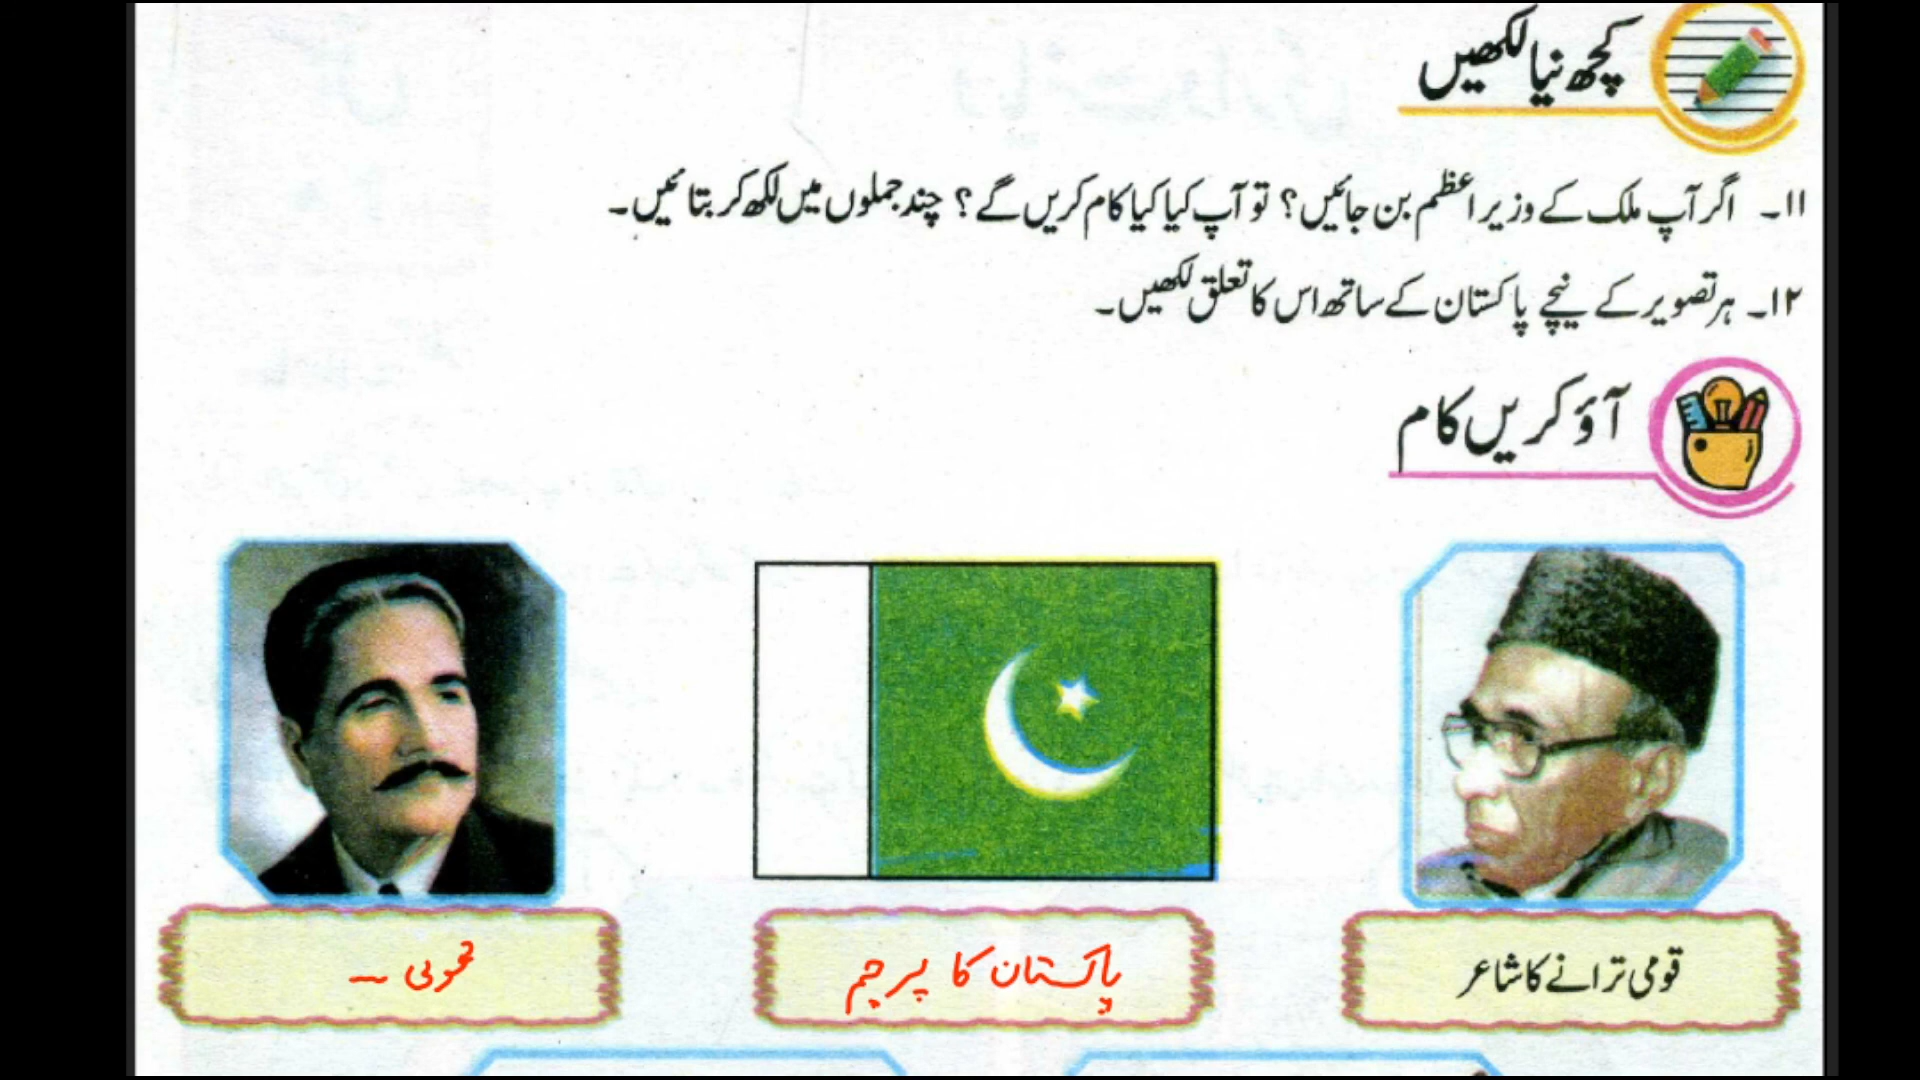 کچھ نیا لکھیں
۱۱۔ اگر آپ ملک کے وزیر اعظم بن جائیں؟ تو آپ کیا کیا کام کریں گے؟ چند جملوں میں لکھ کر بتائیں۔
۱۲۔ ہر تصویر کے نیچے پاکستان کے ساتھ اس کا تعلق لکھیں۔
آؤ کریں کام
قومی ترانے کا شاعر
پاکستان کا پرچم